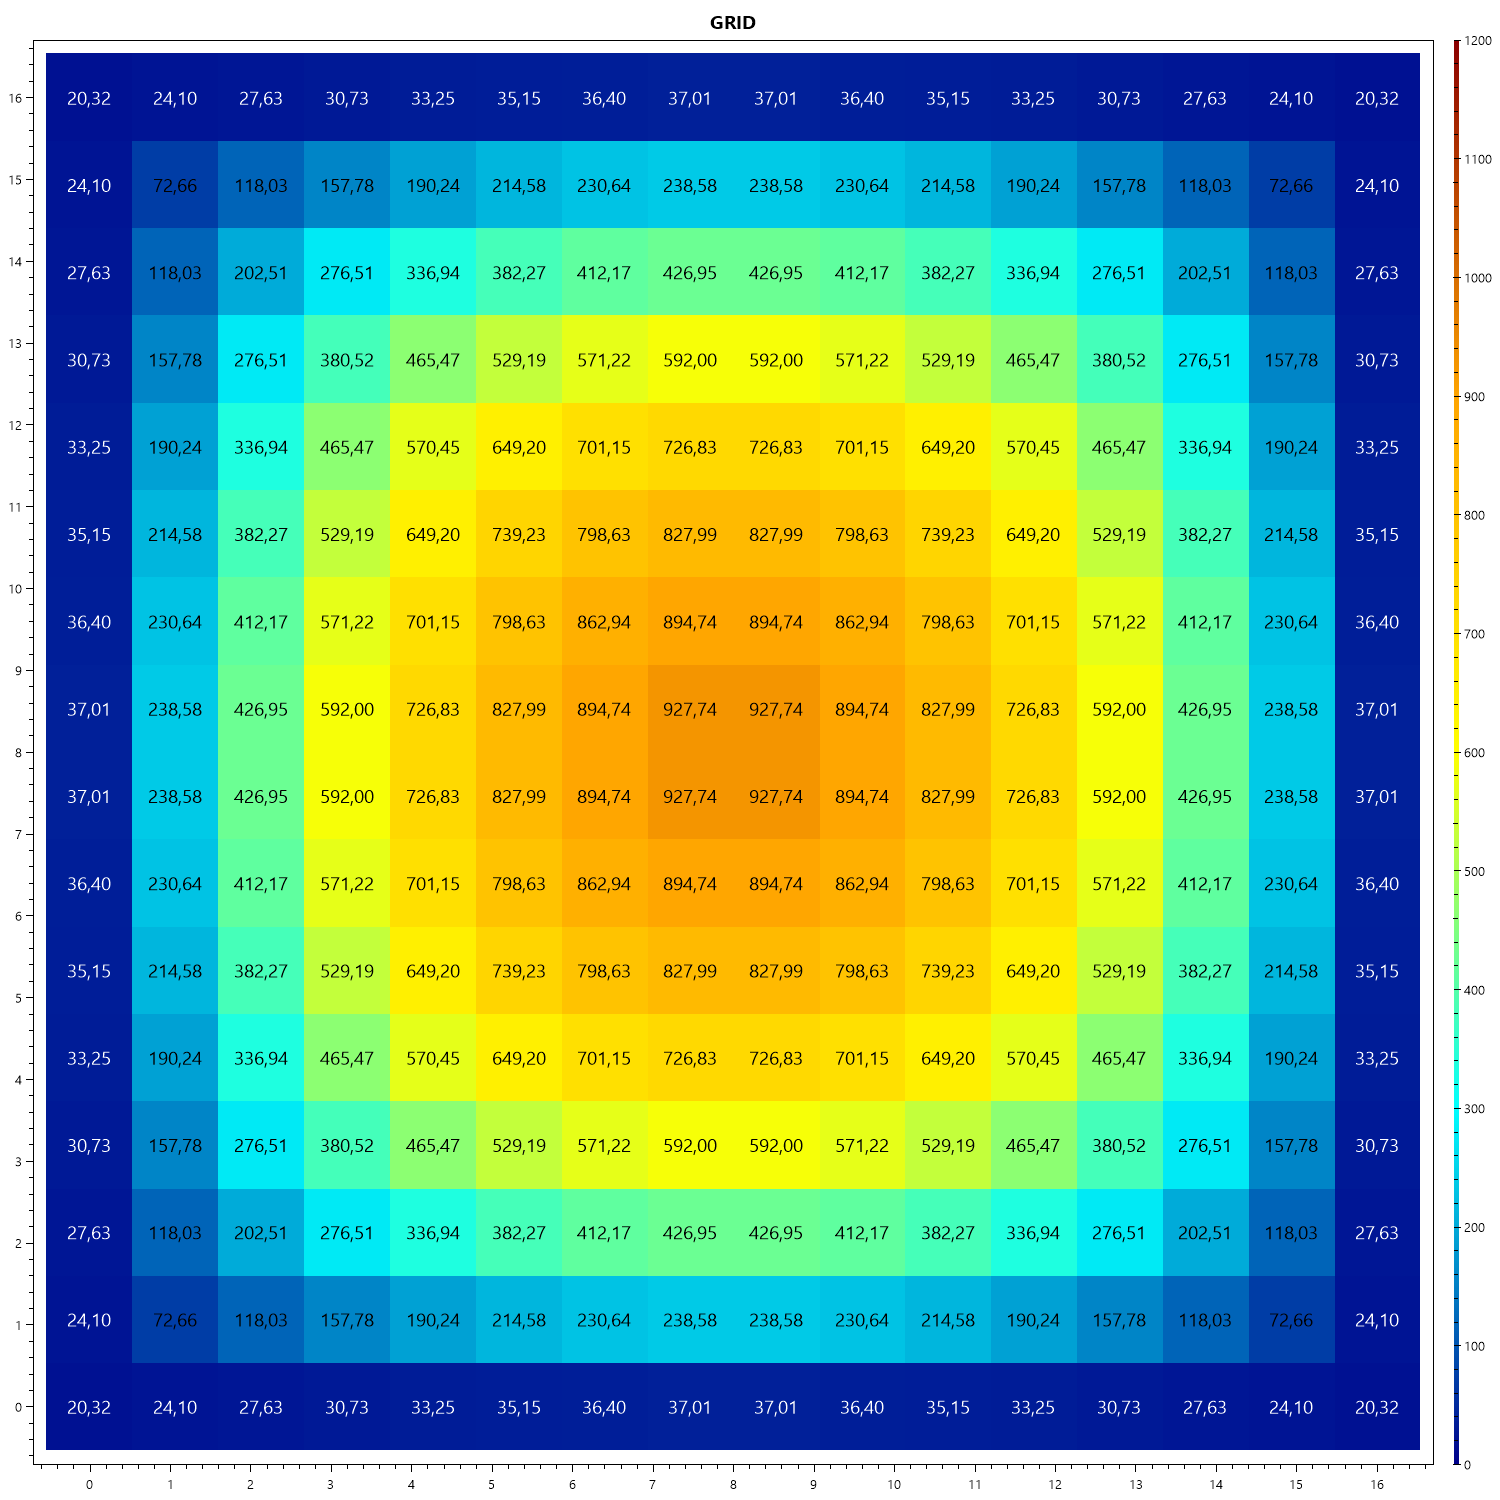 GRID
1200
16 20,32 24,10 27,63 30,73 33,25 35,15 36,40 37,01 37,01 36,40 35,15 33,25 30,73 27,63 24,10 20,32
1100
15 24,10 72,66 118,03 157,78 190,24 214,58 230,64 238,58 238,58 230,64 214,58 190,24 157,78 118,03 72,66 24,10
14 27,63 118,03 202,51 276,51 336,94 382,27 412,17 426,95 426,95 412,17 382,27 336,94 276,51 202,51 118,03 27,63
1000
13 30,73 157,78 276,51 380,52 465,47 529,19 571,22 592,00 592,00 571,22 529,19 465,47 380,52 276,51 157,78 30,73
900
12 33,25 190,24 336,94 465,47 570,45 649,20 701,15 726,83 726,83 701,15 649,20 570,45 465,47 336,94 190,24 33,25
11 35,15 214,58 382,27 529,19 649,20 739,23 798,63 827,99 827,99 798,63 739,23 649,20 529,19 382,27 214,58 35,15
800
10 36,40 230,64 412,17 571,22 701,15 798,63 862,94 894,74 894,74 862,94 798,63 701,15 571,22 412,17 230,64 36,40
700
9 37,01 238,58 426,95 592,00 726,83 827,99 894,74 927,74 927,74 894,74 827,99 726,83 592,00 426,95 238,58 37,01
8
600
7 37,01 238,58 426,95 592,00 726,83 827,99 894,74 927,74 927,74 894,74 827,99 726,83 592,00 426,95 238,58 37,01
500
6 36,40 230,64 412,17 571,22 701,15 798,63 862,94 894,74 894,74 862,94 798,63 701,15 571,22 412,17 230,64 36,40
5 35,15 214,58 382,27 529,19 649,20 739,23 798,63 827,99 827,99 798,63 739,23 649,20 529,19 382,27 214,58 35,15
400
4 33,25 190,24 336,94 465,47 570,45 649,20 701,15 726,83 726,83 701,15 649,20 570,45 465,47 336,94 190,24 33,25
300
3 30,73 157,78 276,51 380,52 465,47 529,19 571,22 592,00 592,00 571,22 529,19 465,47 380,52 276,51 157,78 30,73
200
2 27,63 118,03 202,51 276,51 336,94 382,27 412,17 426,95 426,95 412,17 382,27 336,94 276,51 202,51 118,03 27,63
1 24,10 72,66 118,03 157,78 190,24 214,58 230,64 238,58 238,58 230,64 214,58 190,24 157,78 118,03 72,66 24,10
100
0 20,32 24,10 27,63 30,73 33,25 35,15 36,40 37,01 37,01 36,40 35,15 33,25 30,73 27,63 24,10 20,32
0
0 1 2 3 4 5 6 7 8 9 10 11 12 13 14 15 16